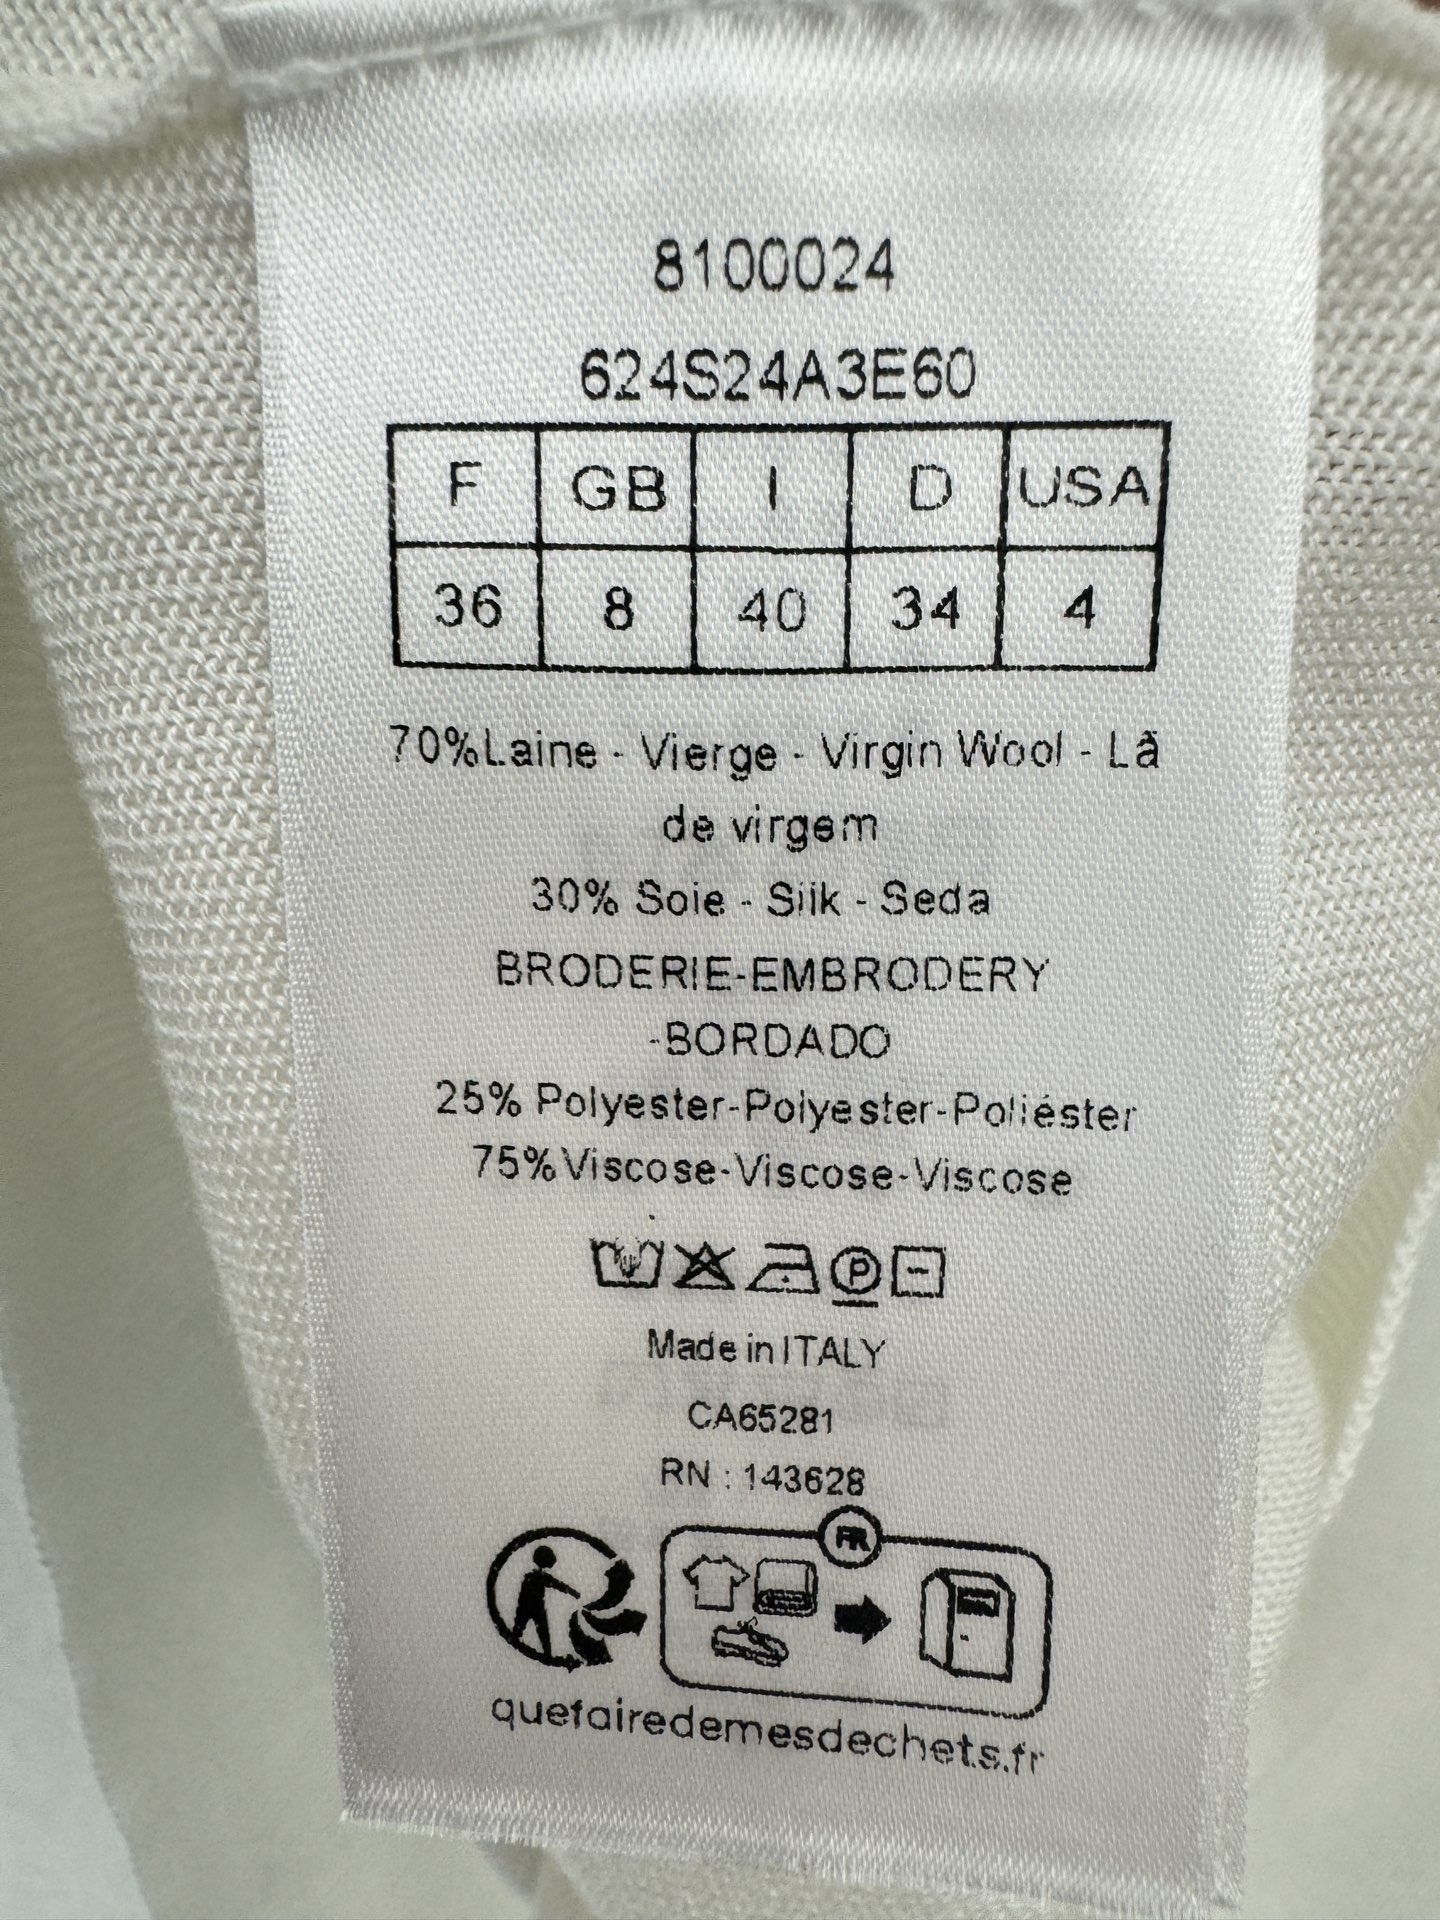 8100024
624S24A3E60
F GB I D USA
36 8 40 34 4
70%Laine - Vierge - Virgin Wool - Lã
de virgem
30% Soie - Silk - Seda
BRODERIE-EMBRODERY
-BORDADO
25% Polyester-Polyester-Poliéster
75%Viscose-Viscose-Viscose
P
Made in ITALY
CA65281
RN : 143628
FR
quefairedemesdechets.fr